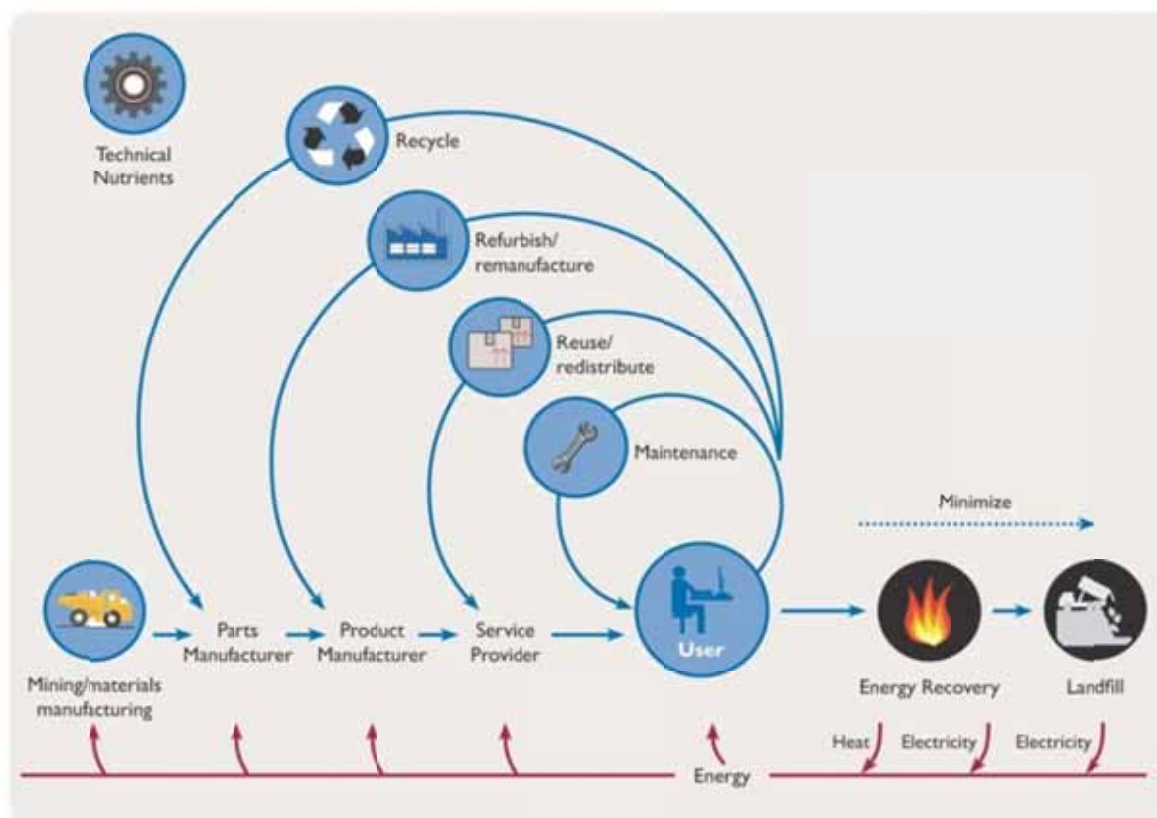 Technical
Nutrients
Recycle
Refurbish/
remanufacture
Reuse/
redistribute
Maintenance
Minimize
Mining/materials
manufacturing
Parts
Manufacturer
Product
Manufacturer
Service
Provider
User
Energy Recovery
Landfill
Heat
Electricity
Electricity
Energy